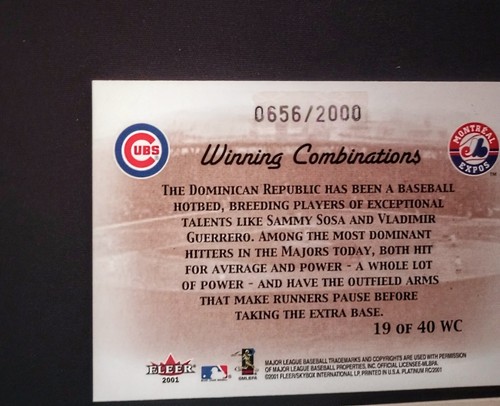 0656/2000
CUBS
Winning Combinations
MONTREAL
EXPOS
TM
THE DOMINICAN REPUBLIC HAS BEEN A BASEBALL
HOTBED, BREEDING PLAYERS OF EXCEPTIONAL
TALENTS LIKE SAMMY SOSA AND VLADIMIR
GUERRERO. AMONG THE MOST DOMINANT
HITTERS IN THE MAJORS TODAY, BOTH HIT
FOR AVERAGE AND POWER - A WHOLE LOT
OF POWER - AND HAVE THE OUTFIELD ARMS
THAT MAKE RUNNERS PAUSE BEFORE
TAKING THE EXTRA BASE.
19 OF 40 WC
FLEER
2001
©MLBPA
MAJOR LEAGUE BASEBALL TRADEMARKS AND COPYRIGHTS ARE USED WITH PERMISSION
OF MAJOR LEAGUE BASEBALL PROPERTIES, INC. OFFICIAL LICENSEE-MLBPA.
©2001 FLEER/SKYBOX INTERNATIONAL LP. PRINTED IN U.S.A. PLATINUM RC/2001